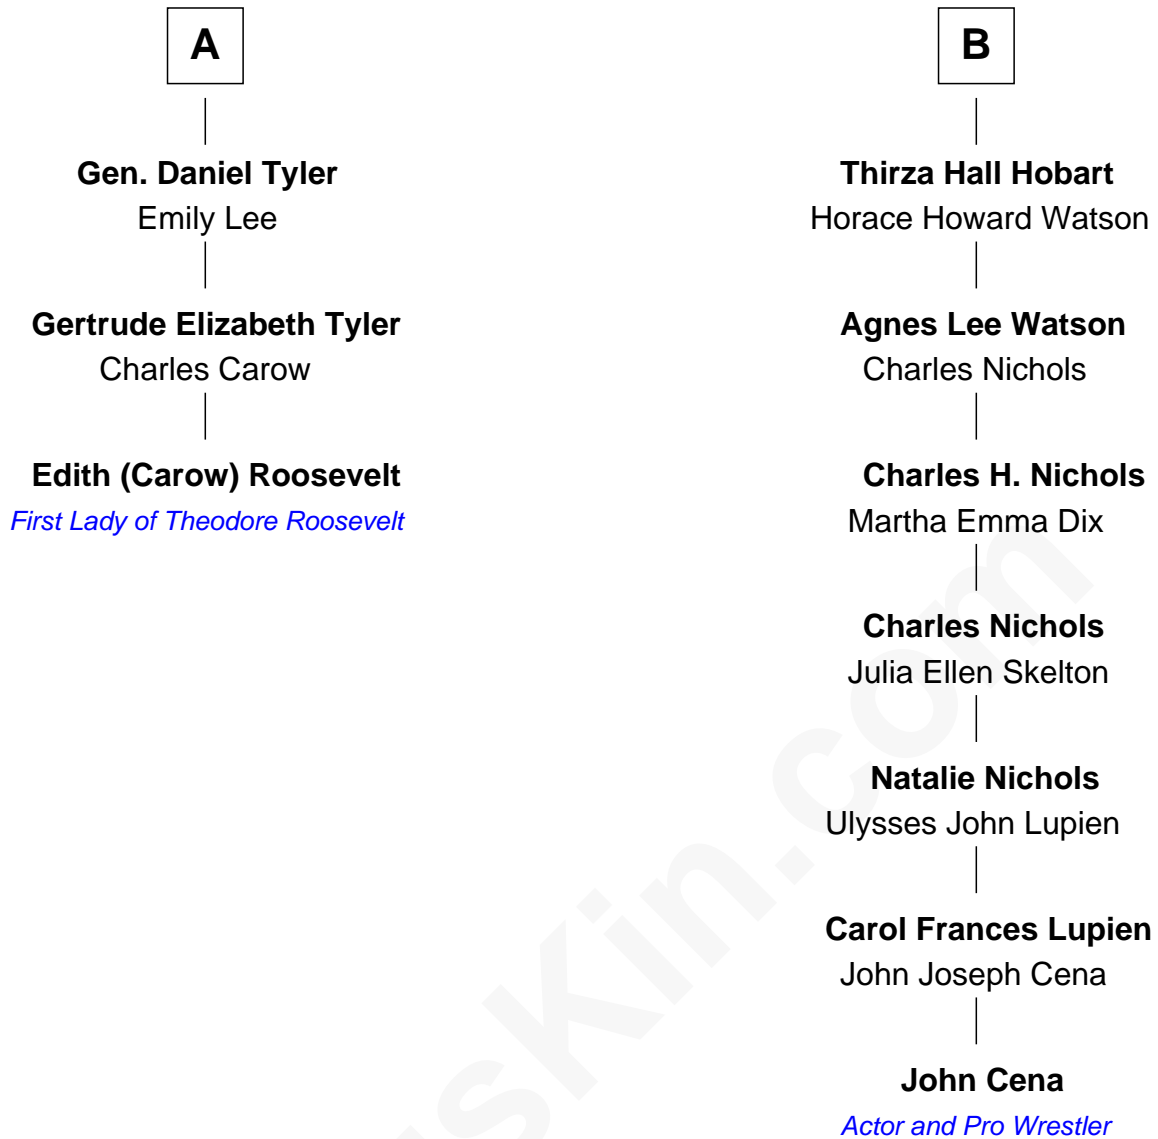 A
Gen. Daniel Tyler
Emily Lee
Gertrude Elizabeth Tyler
Charles Carow
Edith (Carow) Roosevelt
First Lady of Theodore Roosevelt
B
Thirza Hall Hobart
Horace Howard Watson
Agnes Lee Watson
Charles Nichols
Charles H. Nichols
Martha Emma Dix
Charles Nichols
Julia Ellen Skelton
Natalie Nichols
Ulysses John Lupien
Carol Frances Lupien
John Joseph Cena
John Cena
Actor and Pro Wrestler
sKin.com